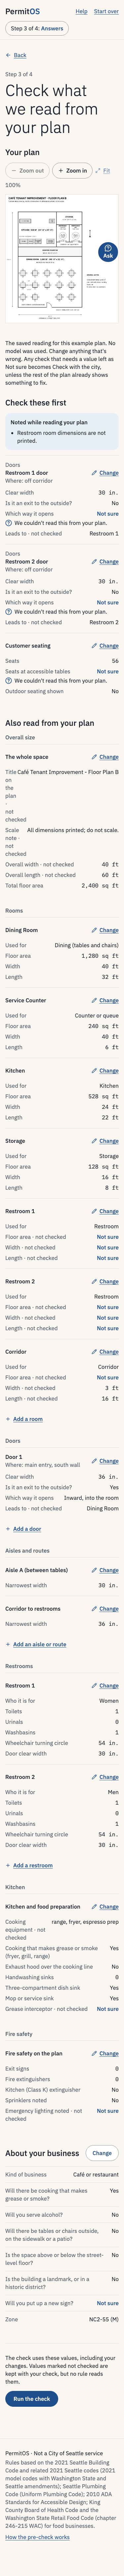 PermitOS
Help
Start over
Step 3 of 4: Answers
Back
Step 3 of 4
Check what
we read from
your plan
Your plan
Zoom out
Zoom in
Fit
100%
Ask
The saved reading for this example plan. No
model was used. Change anything that's
wrong. Any check that needs a value left as
Not sure becomes Check with the city,
unless the rest of the plan already shows
something to fix.
Check these first
Noted while reading your plan
• Restroom room dimensions are not
printed.
Doors
Restroom 1 door
Change
Where: off corridor
Clear width 30 in.
Is it an exit to the outside? No
Which way it opens Not sure
We couldn't read this from your plan.
Leads to · not checked Restroom 1
Doors
Restroom 2 door
Change
Where: off corridor
Clear width 30 in.
Is it an exit to the outside? No
Which way it opens Not sure
We couldn't read this from your plan.
Leads to · not checked Restroom 2
Customer seating
Change
Seats 56
Seats at accessible tables Not sure
We couldn't read this from your plan.
Outdoor seating shown No
Also read from your plan
Overall size
The whole space
Change
Title on the plan · not checked Café Tenant Improvement - Floor Plan B
Scale note · not checked All dimensions printed; do not scale.
Overall width · not checked 40 ft
Overall length · not checked 60 ft
Total floor area 2,400 sq ft
Rooms
Dining Room
Change
Used for Dining (tables and chairs)
Floor area 1,280 sq ft
Width 40 ft
Length 32 ft
Service Counter
Change
Used for Counter or queue
Floor area 240 sq ft
Width 40 ft
Length 6 ft
Kitchen
Change
Used for Kitchen
Floor area 528 sq ft
Width 24 ft
Length 22 ft
Storage
Change
Used for Storage
Floor area 128 sq ft
Width 16 ft
Length 8 ft
Restroom 1
Change
Used for Restroom
Floor area · not checked Not sure
Width · not checked Not sure
Length · not checked Not sure
Restroom 2
Change
Used for Restroom
Floor area · not checked Not sure
Width · not checked Not sure
Length · not checked Not sure
Corridor
Change
Used for Corridor
Floor area · not checked Not sure
Width · not checked 3 ft
Length · not checked 16 ft
+ Add a room
Doors
Door 1
Change
Where: main entry, south wall
Clear width 36 in.
Is it an exit to the outside? Yes
Which way it opens Inward, into the room
Leads to · not checked Dining Room
+ Add a door
Aisles and routes
Aisle A (between tables)
Change
Narrowest width 30 in.
Corridor to restrooms
Change
Narrowest width 36 in.
+ Add an aisle or route
Restrooms
Restroom 1
Change
Who it is for Women
Toilets 1
Urinals 0
Washbasins 1
Wheelchair turning circle 54 in.
Door clear width 30 in.
Restroom 2
Change
Who it is for Men
Toilets 1
Urinals 0
Washbasins 1
Wheelchair turning circle 54 in.
Door clear width 30 in.
+ Add a restroom
Kitchen
Kitchen and food preparation
Change
Cooking equipment · not checked range, fryer, espresso prep
Cooking that makes grease or smoke (fryer, grill, range) Yes
Exhaust hood over the cooking line No
Handwashing sinks 0
Three-compartment dish sink Yes
Mop or service sink Yes
Grease interceptor · not checked Not sure
Fire safety
Fire safety on the plan
Change
Exit signs 0
Fire extinguishers 0
Kitchen (Class K) extinguisher No
Sprinklers noted No
Emergency lighting noted · not checked Not sure
About your business
Change
Kind of business Café or restaurant
Will there be cooking that makes grease or smoke? Yes
Will you serve alcohol? No
Will there be tables or chairs outside, on the sidewalk or a patio? No
Is the space above or below the street-level floor? No
Is the building a landmark, or in a historic district? No
Will you put up a new sign? Not sure
Zone NC2-55 (M)
The check uses these values, including your
changes. Values marked not checked are
kept with your check, but no rule reads
them.
Run the check
PermitOS · Not a City of Seattle service
Rules based on the 2021 Seattle Building
Code and related 2021 Seattle codes (2021
model codes with Washington State and
Seattle amendments); Seattle Plumbing
Code (Uniform Plumbing Code); 2010 ADA
Standards for Accessible Design; King
County Board of Health Code and the
Washington State Retail Food Code (chapter
246-215 WAC) for food businesses.
How the pre-check works